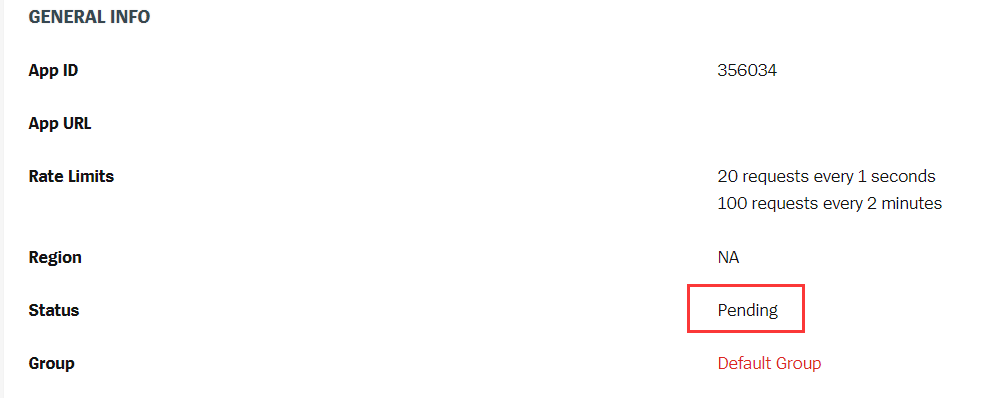 GENERAL INFO
App ID 356034
App URL
Rate Limits 20 requests every 1 seconds
100 requests every 2 minutes
Region NA
Status Pending
Group Default Group